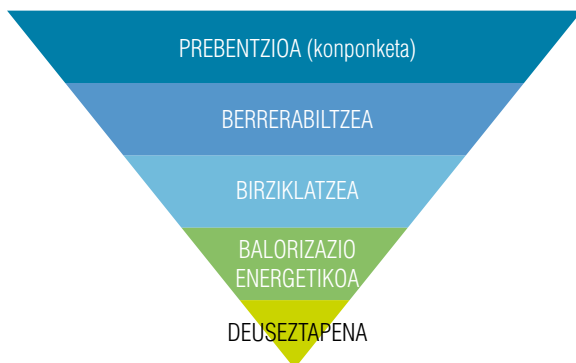 PREBENTZIOA (konponketa)
BERRERABILTZEA
BIRZIKLATZEA
BALORIZAZIO
ENERGETIKOA
DEUSEZTAPENA